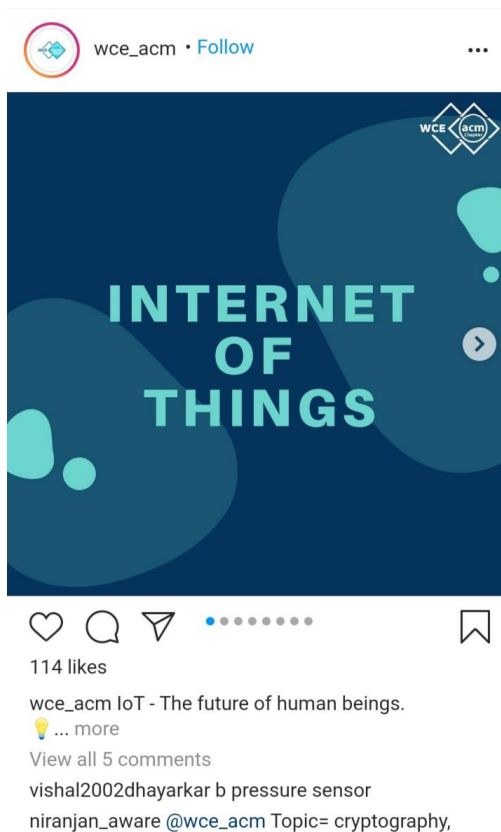 wce_acm • Follow
WCE acm
Chapter
INTERNET
OF
THINGS
114 likes
wce_acm IoT - The future of human beings.
💡... more
View all 5 comments
vishal2002dhayarkar b pressure sensor
niranjan_aware @wce_acm Topic= cryptography,